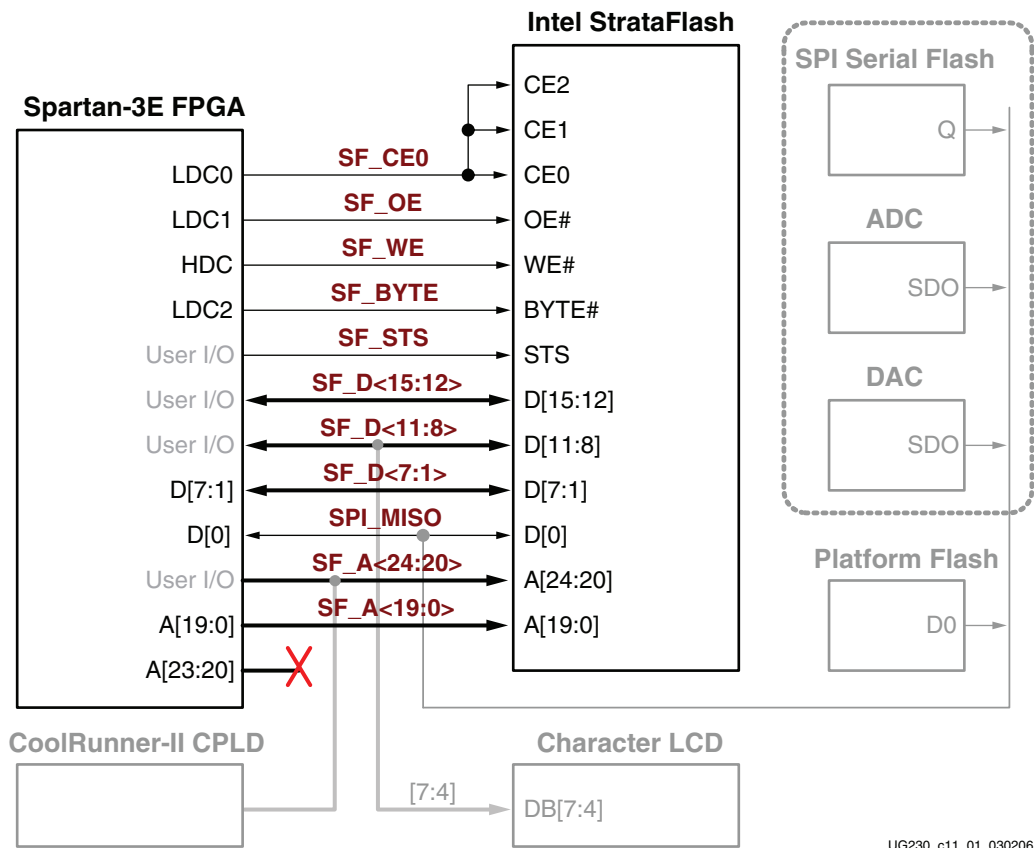 Intel StrataFlash
SPI Serial Flash
Spartan-3E FPGA
CE2
CE1
Q
LDC0
SF_CE0
CE0
LDC1
SF_OE
OE#
ADC
HDC
SF_WE
WE#
SDO
LDC2
SF_BYTE
BYTE#
User I/O
SF_STS
STS
DAC
User I/O
SF_D<15:12>
D[15:12]
User I/O
SF_D<11:8>
D[11:8]
SDO
D[7:1]
SF_D<7:1>
D[7:1]
D[0]
SPI_MISO
D[0]
Platform Flash
User I/O
SF_A<24:20>
A[24:20]
A[19:0]
SF_A<19:0>
A[19:0]
D0
A[23:20]
CoolRunner-II CPLD
Character LCD
[7:4]
DB[7:4]
UG230_c11_01_030206